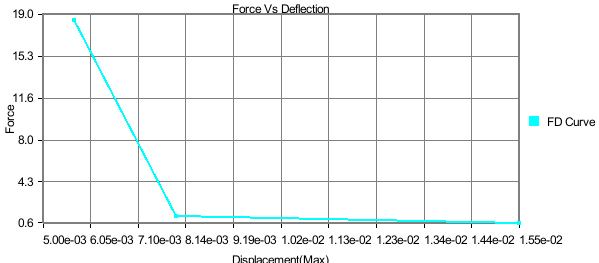 Force Vs Deflection
19.0
15.3
11.6
8.0
4.3
0.6
Force
FD Curve
5.00e-03 6.05e-03 7.10e-03 8.14e-03 9.19e-03 1.02e-02 1.13e-02 1.23e-02 1.34e-02 1.44e-02 1.55e-02
Displacement(Max)